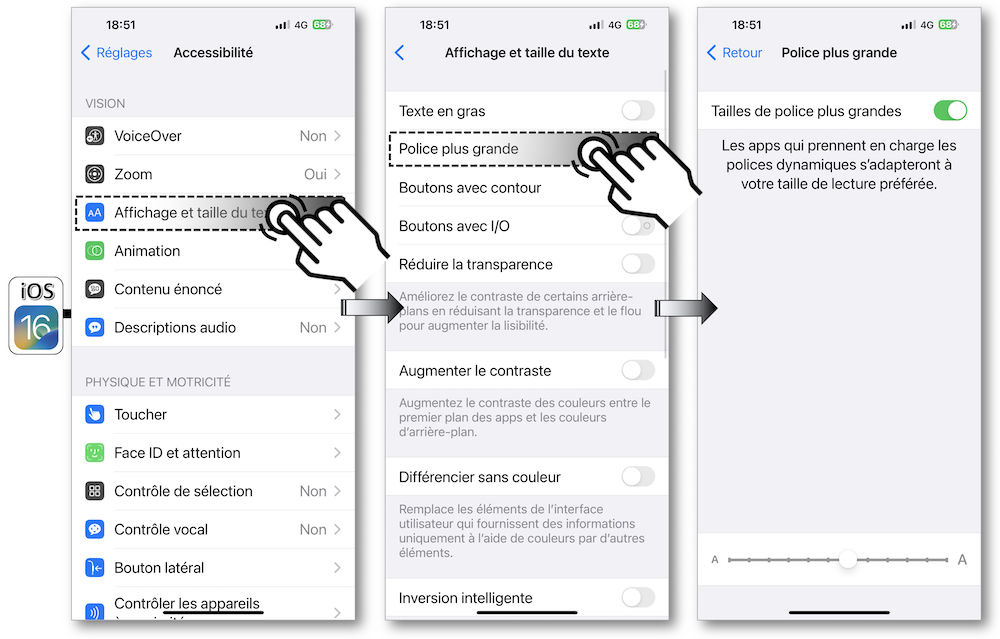 iOS
16
18:51
4G 68
Réglages
Accessibilité
VISION
VoiceOver
Non
Zoom
Oui
Affichage et taille du te
Animation
Contenu énoncé
Descriptions audio
Non
PHYSIQUE ET MOTRICITÉ
Toucher
Face ID et attention
Contrôle de sélection
Non
Contrôle vocal
Non
Bouton latéral
Contrôler les appareils
18:51
4G 68
Affichage et taille du texte
Texte en gras
Police plus grande
Boutons avec contour
Boutons avec I/O
Réduire la transparence
Améliorez le contraste de certains arrière-
plans en réduisant la transparence et le flou
pour augmenter la lisibilité.
Augmenter le contraste
Augmentez le contraste des couleurs entre le
premier plan des apps et les couleurs
d’arrière-plan.
Différencier sans couleur
Remplace les éléments de l’interface
utilisateur qui fournissent des informations
uniquement à l’aide de couleurs par d’autres
éléments.
Inversion intelligente
18:51
4G 68
Retour
Police plus grande
Tailles de police plus grandes
Les apps qui prennent en charge les
polices dynamiques s’adapteront à
votre taille de lecture préférée.
A
A